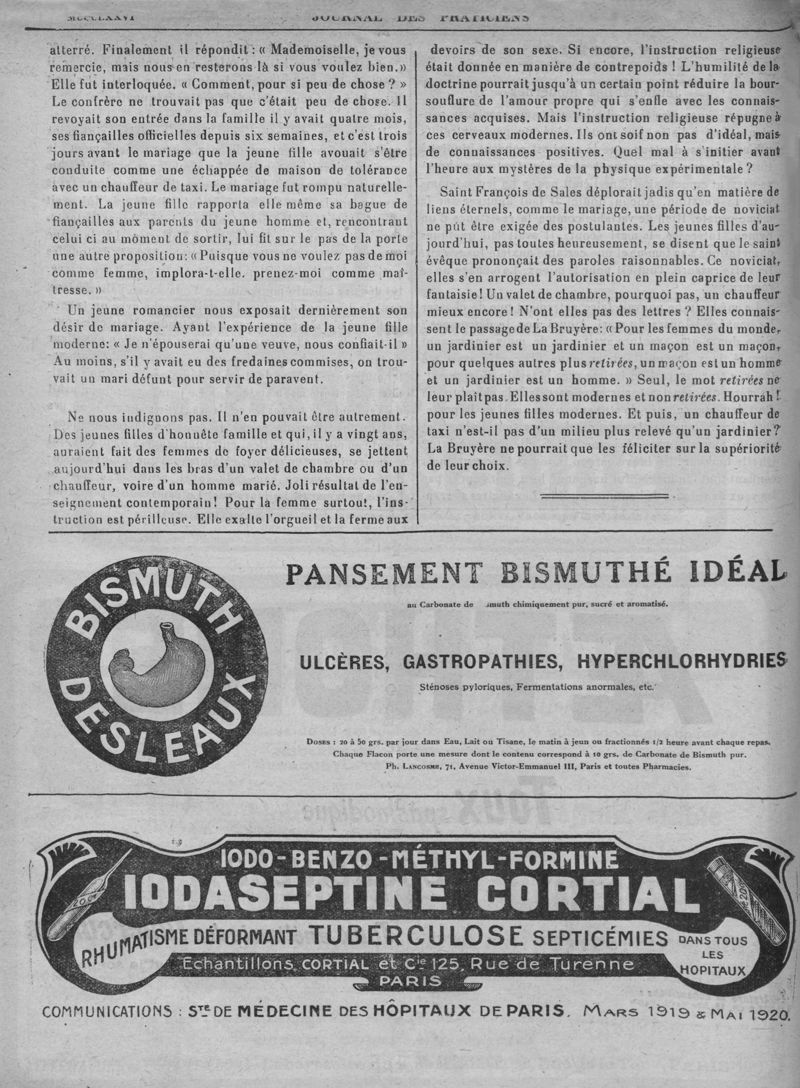 JOURNAL DES PRATICIENS
atterré. Finalement il répondit : « Mademoiselle, je vous
remercie, mais nous en resterons là si vous voulez bien.»
Elle fut interloquée. « Comment, pour si peu de chose ? »
Le confrère ne trouvait pas que c'était peu de chose. Il
revoyait son entrée dans la famille il y avait quatre mois,
ses fiançailles officielles depuis six semaines, et c'est trois
jours avant le mariage que la jeune fille avouait s'être
conduite comme une échappée de maison de tolérance
avec un chauffeur de taxi. Le mariage fut rompu naturelle-
ment. La jeune fille rapporta elle même sa bague de
fiançailles aux parents du jeune homme et, rencontrant
celui ci au môment de sortir, lui fit sur le pas de la porte
une autre proposition: « Puisque vous ne voulez pas de moi
comme femme, implora-t-elle. prenez-moi comme maî-
tresse. »
Un jeune romancier nous exposait dernièrement son
désir de mariage. Ayant l'expérience de la jeune fille
moderne: « Je n'épouserai qu'une veuve, nous confiait-il »
Au moins, s'il y avait eu des fredaines commises, on trou-
vait un mari défunt pour servir de paravent.
Ne nous indignons pas. Il n'en pouvait être autrement.
Des jeunes filles d'honnête famille et qui, il y a vingt ans,
auraient fait des femmes de foyer délicieuses, se jettent
aujourd'hui dans les bras d'un valet de chambre ou d'un
chauffeur, voire d'un homme marié. Joli résultat de l'en-
seignement contemporain! Pour la femme surtout, l'ins-
truction est périlleuse. Elle exalte l'orgueil et la ferme aux
devoirs de son sexe. Si encore, l'instruction religieuse
était donnée en manière de contrepoids ! L'humilité de la
doctrine pourrait jusqu'à un certain point réduire la bour-
souflure de l'amour propre qui s'enfle avec les connais-
sances acquises. Mais l'instruction religieuse répugne à
ces cerveaux modernes. Ils ont soif non pas d'idéal, mais
de connaissances positives. Quel mal à s'initier avant
l'heure aux mystères de la physique expérimentale ?
Saint François de Sales déplorait jadis qu'en matière de
liens éternels, comme le mariage, une période de noviciat
ne pût être exigée des postulantes. Les jeunes filles d'au-
jourd'hui, pas toutes heureusement, se disent que le saint
évêque prononçait des paroles raisonnables. Ce noviciat,
elles s'en arrogent l'autorisation en plein caprice de leur
fantaisie! Un valet de chambre, pourquoi pas, un chauffeur
mieux encore ! N'ont elles pas des lettres ? Elles connais-
sent le passage de La Bruyère: « Pour les femmes du monde,
un jardinier est un jardinier et un maçon est un maçon,
pour quelques autres plus retirées, un maçon est un homme
et un jardinier est un homme. » Seul, le mot retirées ne
leur plait pas. Elles sont modernes et non retirées. Hourrah !
pour les jeunes filles modernes. Et puis, un chauffeur de
taxi n'est-il pas d'un milieu plus relevé qu'un jardinier ?
La Bruyère ne pourrait que les féliciter sur la supériorité
de leur choix.
BISMUTH
DESLEAUX
PANSEMENT BISMUTHÉ IDÉAL
au Carbonate de muth chimiquement pur, sucré et aromatisé.
ULCÈRES, GASTROPATHIES, HYPERCHLORHYDRIES
Sténoses pyloriques, Fermentations anormales, etc.
Doses : 20 à 50 grs. par jour dans Eau, Lait ou Tisane, le matin à jeun ou fractionnés 1/2 heure avant chaque repas.
Chaque Flacon porte une mesure dont le contenu correspond à 10 grs. de Carbonate de Bismuth pur.
Ph. Lancosme, 71, Avenue Victor-Emmanuel III, Paris et toutes Pharmacies.
IODO-BENZO-MÉTHYL-FORMINE
IODASEPTINE CORTIAL
RHUMATISME DÉFORMANT TUBERCULOSE SEPTICÉMIES DANS TOUS
LES
HOPITAUX
Echantillons, CORTIAL et Cie 125, Rue de Turenne
PARIS
COMMUNICATIONS : STÉ DE MÉDECINE DES HÔPITAUX DE PARIS. MARS 1919 & MAI 1920.